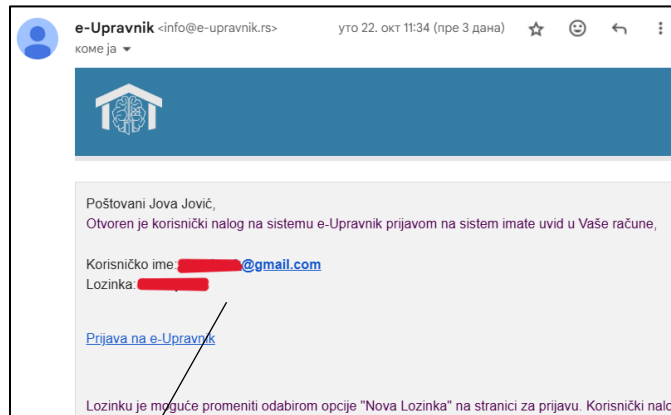 e-Upravnik <info@e-upravnik.rs> уто 22. окт 11:34 (пре 3 дана)
коме ја
Poštovani Jova Jović,
Otvoren je korisnički nalog na sistemu e-Upravnik prijavom na sistem imate uvid u Vaše račune,
Korisničko ime: @gmail.com
Lozinka:
Prijava na e-Upravnik
Lozinku je moguće promeniti odabirom opcije "Nova Lozinka" na stranici za prijavu. Korisnički nalo